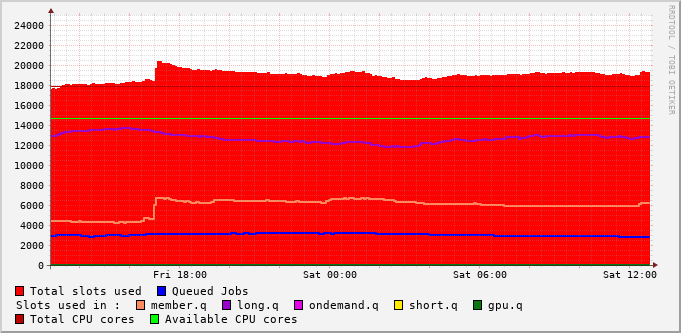 24000
22000
20000
18000
16000
14000
12000
10000
8000
6000
4000
2000
0
Fri 18:00 Sat 00:00 Sat 06:00 Sat 12:00
Total slots used Queued Jobs
Slots used in : member.q long.q ondemand.q short.q gpu.q
Total CPU cores Available CPU cores
RRDTOOL / TOBI OETIKER